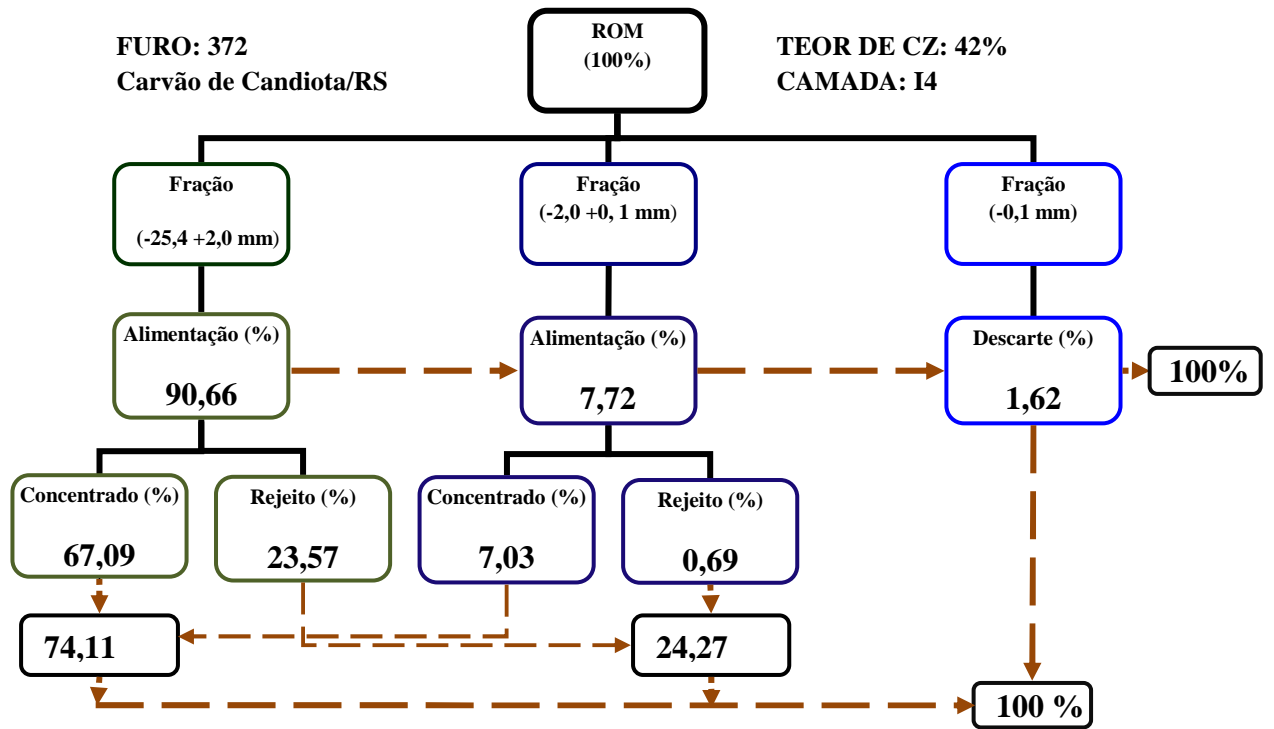 FURO: 372
Carvão de Candiota/RS
ROM
(100%)
TEOR DE CZ: 42%
CAMADA: I4
Fração
(-25,4 +2,0 mm)
Fração
(-2,0 +0, 1 mm)
Fração
(-0,1 mm)
Alimentação (%)
90,66
Alimentação (%)
7,72
Descarte (%)
1,62
100%
Concentrado (%)
67,09
Rejeito (%)
23,57
Concentrado (%)
7,03
Rejeito (%)
0,69
74,11
24,27
100 %